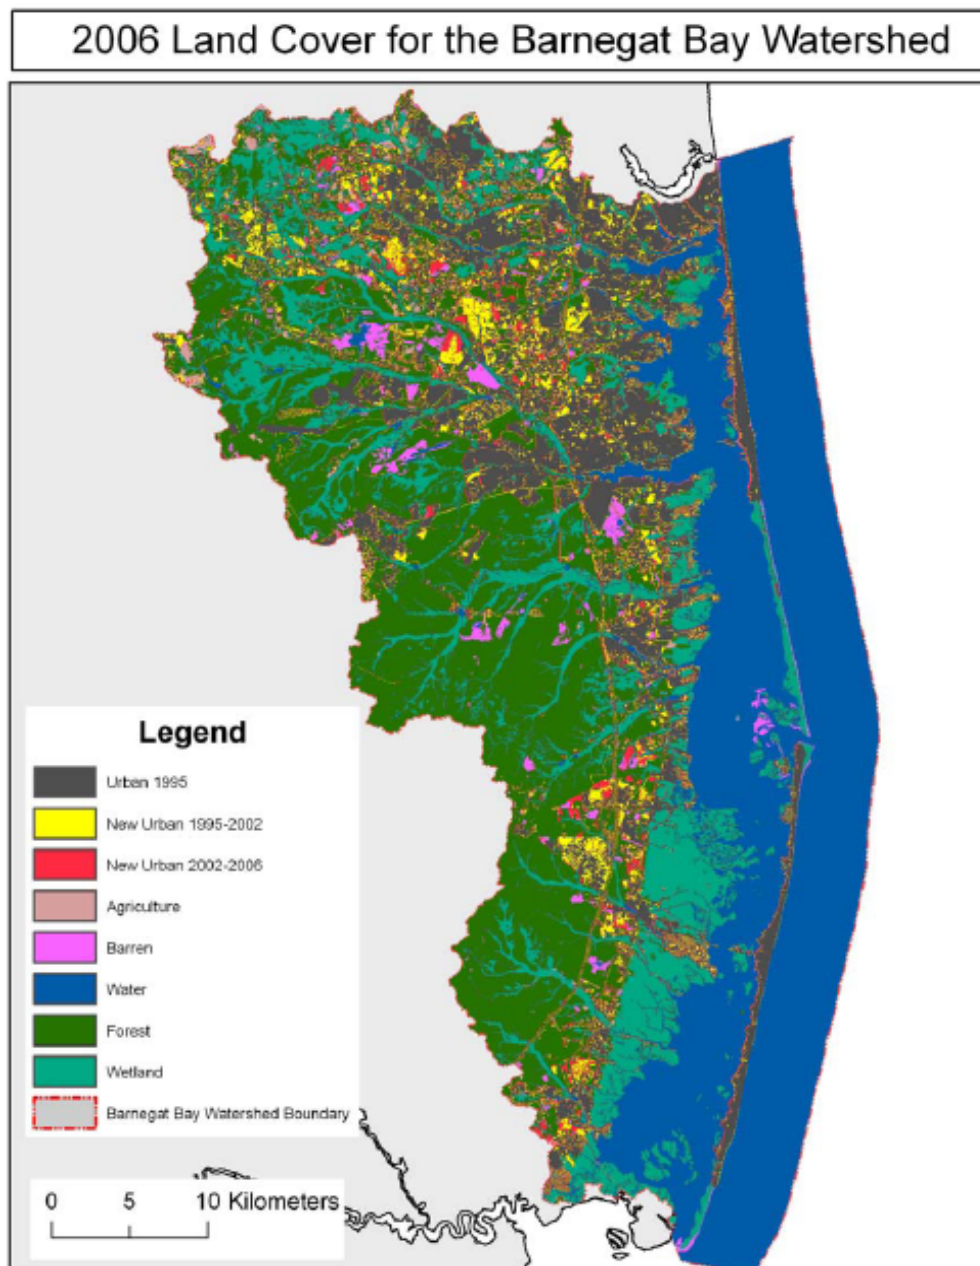 2006 Land Cover for the Barnegat Bay Watershed
Legend
Urban 1995
New Urban 1995-2002
New Urban 2002-2006
Agriculture
Barren
Water
Forest
Wetland
Barnegat Bay Watershed Boundary
0 5 10 Kilometers